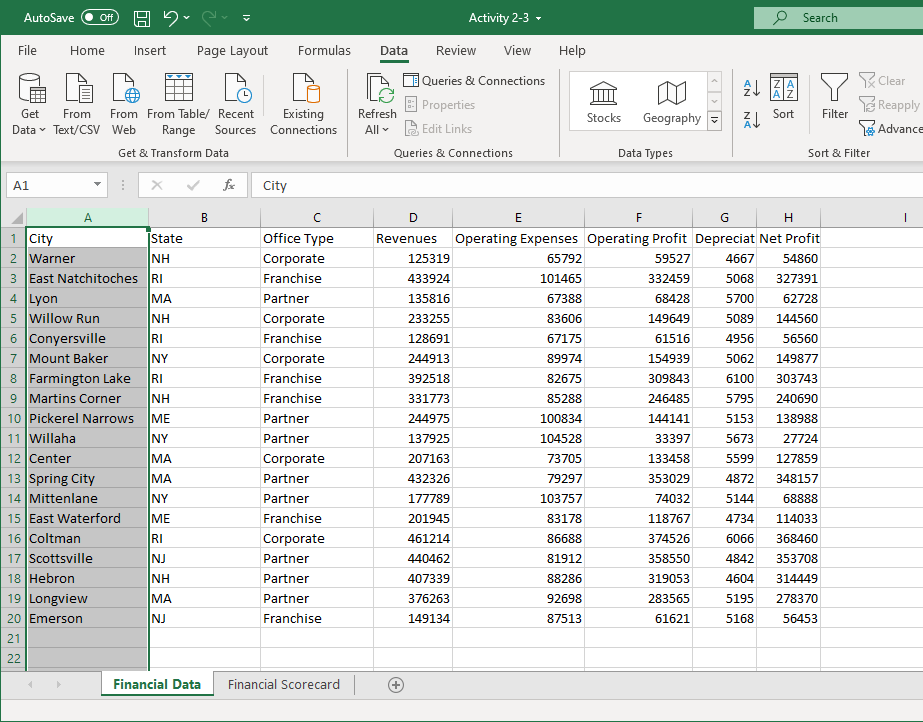 AutoSave Off Activity 2-3 Search
File Home Insert Page Layout Formulas Data Review View Help
Get Data From Text/CSV From Web From Table/Range Recent Sources Existing Connections
Get & Transform Data
Refresh All Queries & Connections Properties Edit Links
Queries & Connections
Stocks Geography
Data Types
Sort Filter Clear Reapply Advance
Sort & Filter
A1 fx City
A B C D E F G H I
1 City State Office Type Revenues Operating Expenses Operating Profit Depreciat Net Profit
2 Warner NH Corporate 125319 65792 59527 4667 54860
3 East Natchitoches RI Franchise 433924 101465 332459 5068 327391
4 Lyon MA Partner 135816 67388 68428 5700 62728
5 Willow Run NH Corporate 233255 83606 149649 5089 144560
6 Conyersville RI Franchise 128691 67175 61516 4956 56560
7 Mount Baker NY Corporate 244913 89974 154939 5062 149877
8 Farmington Lake RI Franchise 392518 82675 309843 6100 303743
9 Martins Corner NH Franchise 331773 85288 246485 5795 240690
10 Pickerel Narrows ME Partner 244975 100834 144141 5153 138988
11 Willaha NY Partner 137925 104528 33397 5673 27724
12 Center MA Corporate 207163 73705 133458 5599 127859
13 Spring City MA Partner 432326 79297 353029 4872 348157
14 Mittenlane NY Partner 177789 103757 74032 5144 68888
15 East Waterford ME Franchise 201945 83178 118767 4734 114033
16 Coltman RI Corporate 461214 86688 374526 6066 368460
17 Scottsville NJ Partner 440462 81912 358550 4842 353708
18 Hebron NH Partner 407339 88286 319053 4604 314449
19 Longview MA Partner 376263 92698 283565 5195 278370
20 Emerson NJ Franchise 149134 87513 61621 5168 56453
21
22
Financial Data Financial Scorecard